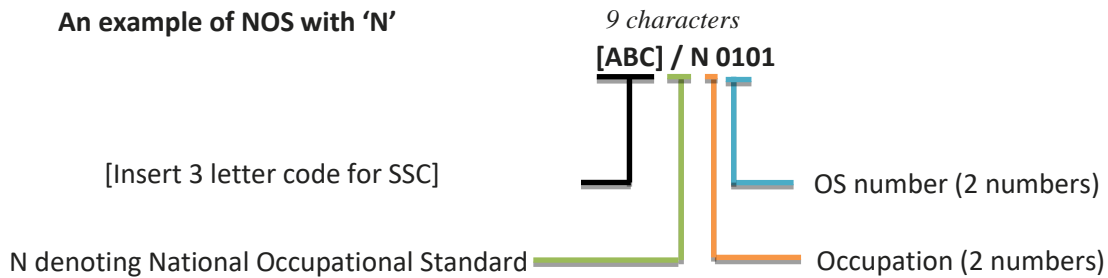 An example of NOS with ‘N’
9 characters
[ABC] / N 0101
[Insert 3 letter code for SSC]
OS number (2 numbers)
N denoting National Occupational Standard
Occupation (2 numbers)